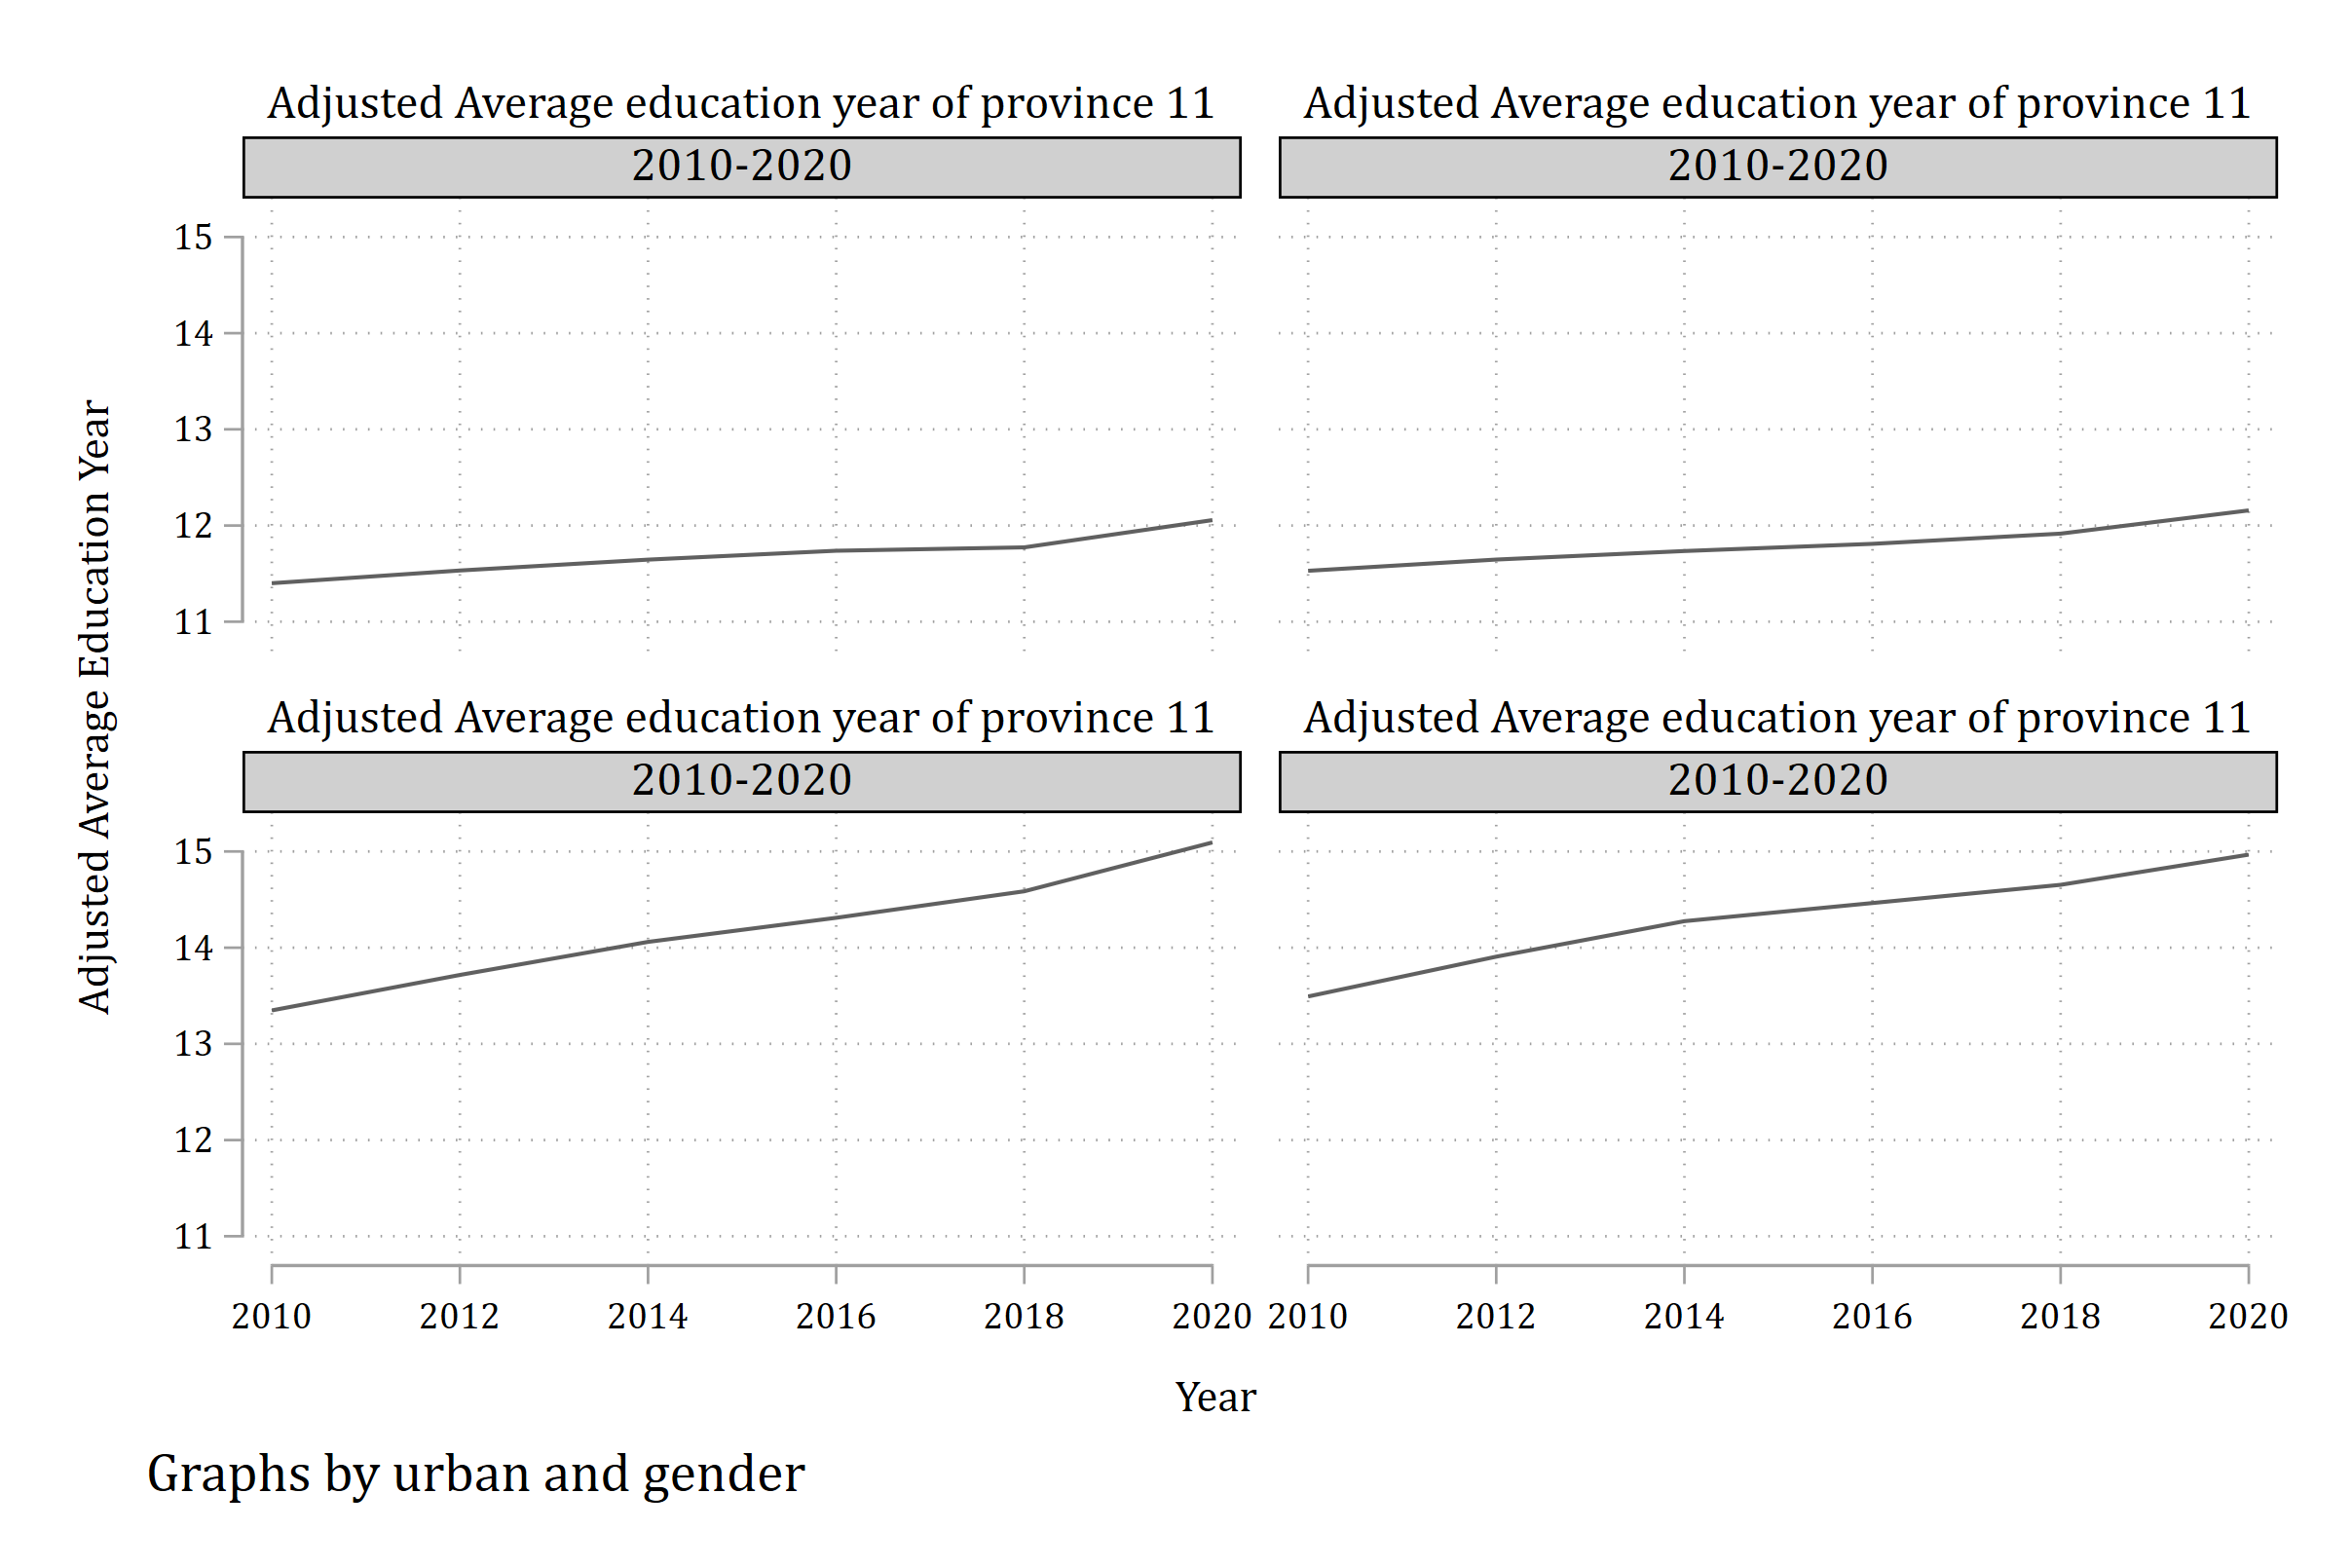 Adjusted Average education year of province 11
2010-2020
Adjusted Average education year of province 11
2010-2020
15
14
13
12
11
Adjusted Average education year of province 11
2010-2020
Adjusted Average education year of province 11
2010-2020
15
14
13
12
11
Adjusted Average Education Year
2010 2012 2014 2016 2018 2020
2010 2012 2014 2016 2018 2020
Year
Graphs by urban and gender